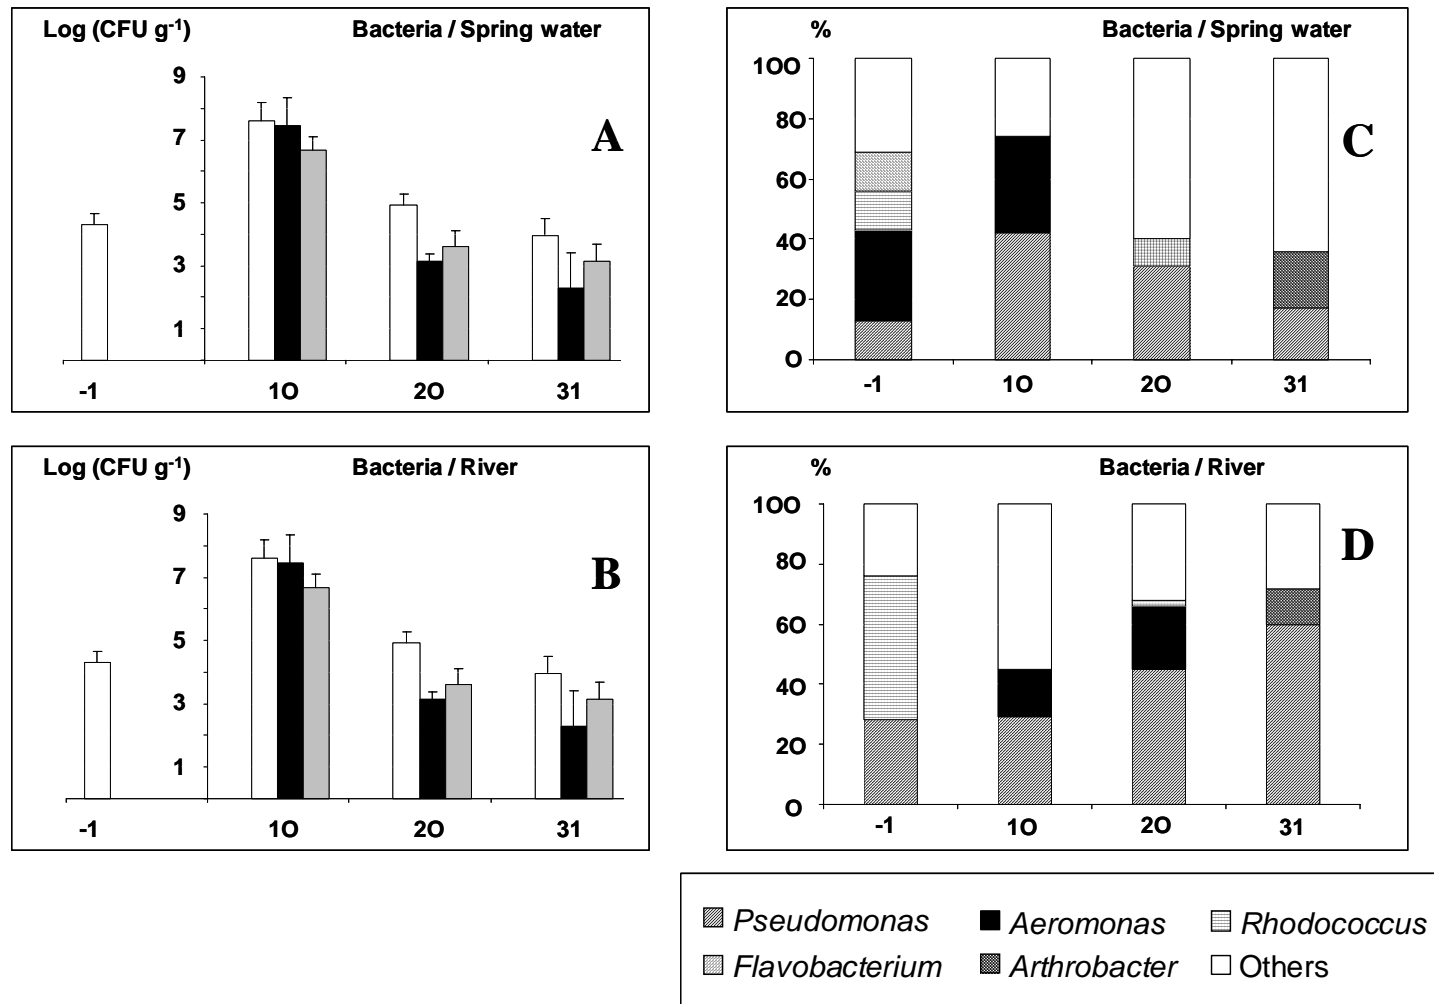 Log (CFU g-1) Bacteria / Spring water
9
7
5
3
1
-1 10 20 31
A
% Bacteria / Spring water
100
80
60
40
20
0
-1 10 20 31
C
Log (CFU g-1) Bacteria / River
9
7
5
3
1
-1 10 20 31
B
% Bacteria / River
100
80
60
40
20
0
-1 10 20 31
D
Pseudomonas Aeromonas Rhodococcus
Flavobacterium Arthrobacter Others